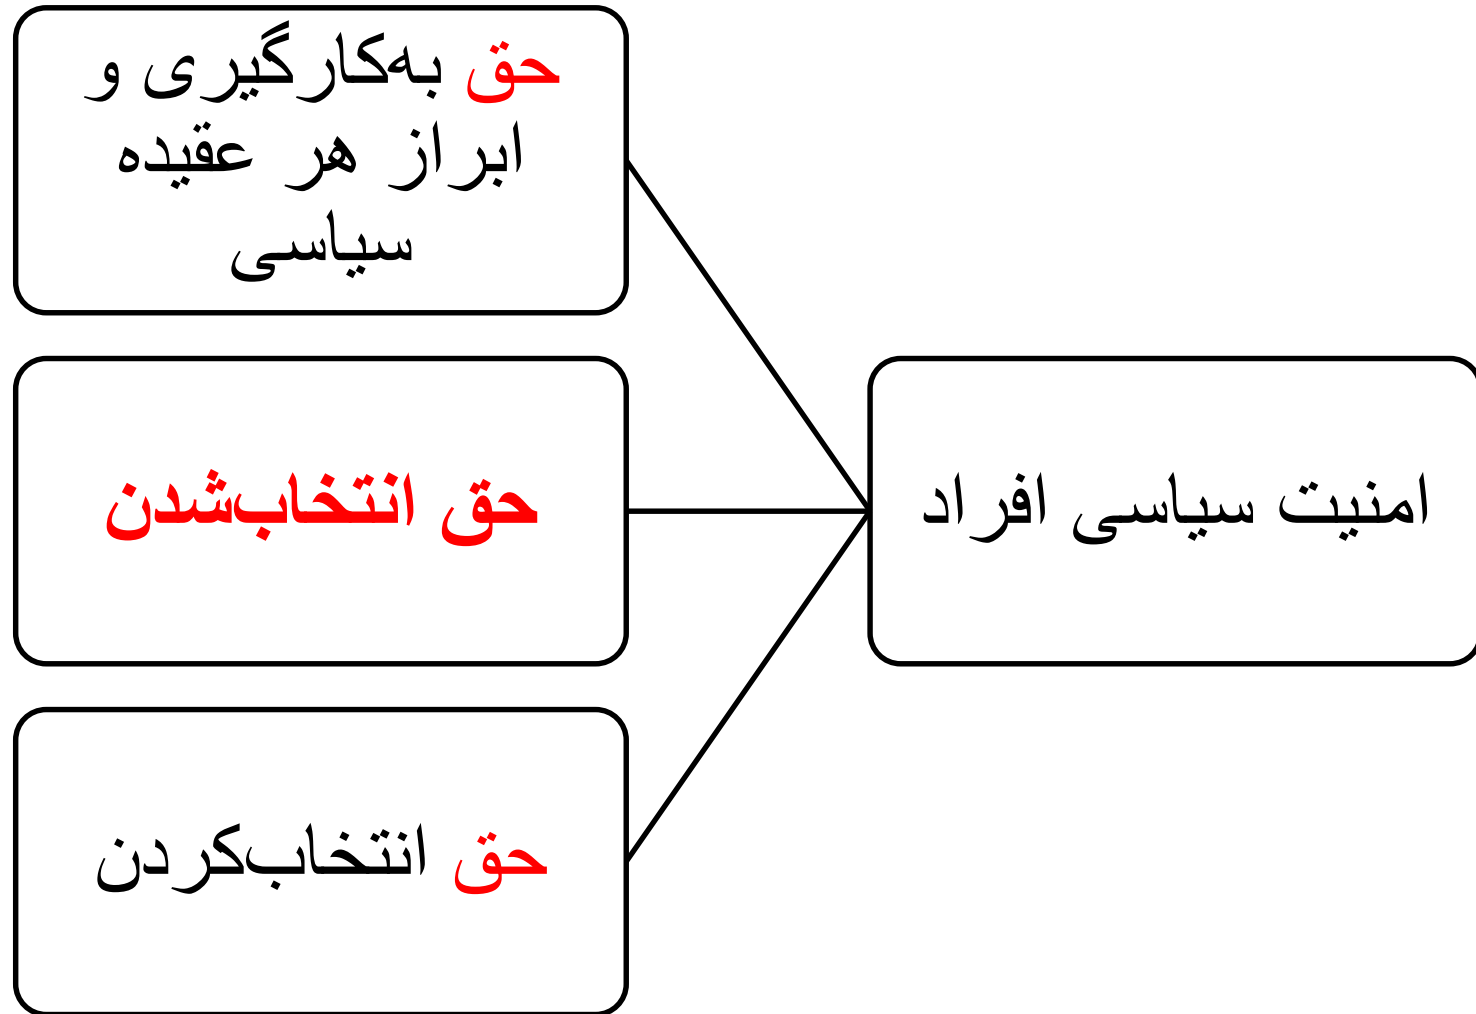 امنیت سیاسی افراد
حق به‌کارگیری و
ابراز هر عقیده
سیاسی
حق انتخاب‌شدن
حق انتخاب‌کردن